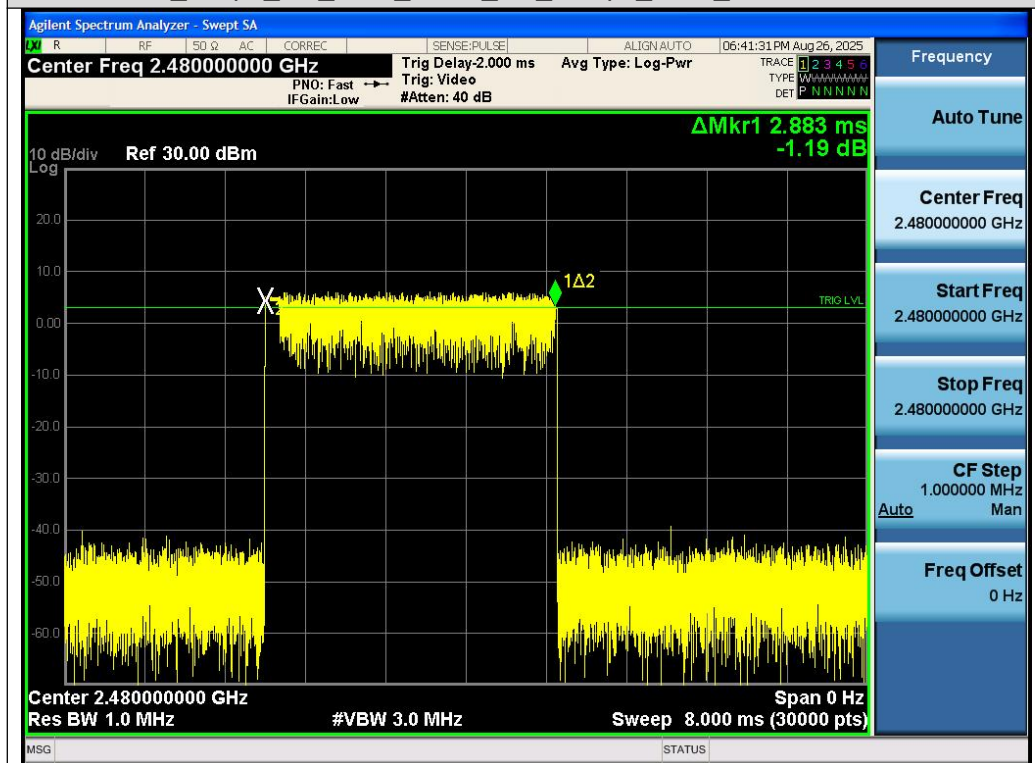 Agilent Spectrum Analyzer - Swept SA
LXI R RF 50 Ω AC CORREC SENSE:PULSE ALIGN AUTO 06:41:31 PM Aug 26, 2025
Center Freq 2.480000000 GHz
PNO: Fast
IFGain:Low
Trig Delay-2.000 ms
Trig: Video
#Atten: 40 dB
Avg Type: Log-Pwr
TRACE 1 2 3 4 5 6
TYPE
DET P N N N N N
ΔMkr1 2.883 ms
-1.19 dB
10 dB/div Ref 30.00 dBm
Log
20.0
10.0
0.00
-10.0
-20.0
-30.0
-40.0
-50.0
-60.0
1Δ2
TRIG LVL
Center 2.480000000 GHz Span 0 Hz
Res BW 1.0 MHz #VBW 3.0 MHz Sweep 8.000 ms (30000 pts)
MSG STATUS
Frequency
Auto Tune
Center Freq
2.480000000 GHz
Start Freq
2.480000000 GHz
Stop Freq
2.480000000 GHz
CF Step
1.000000 MHz
Auto Man
Freq Offset
0 Hz